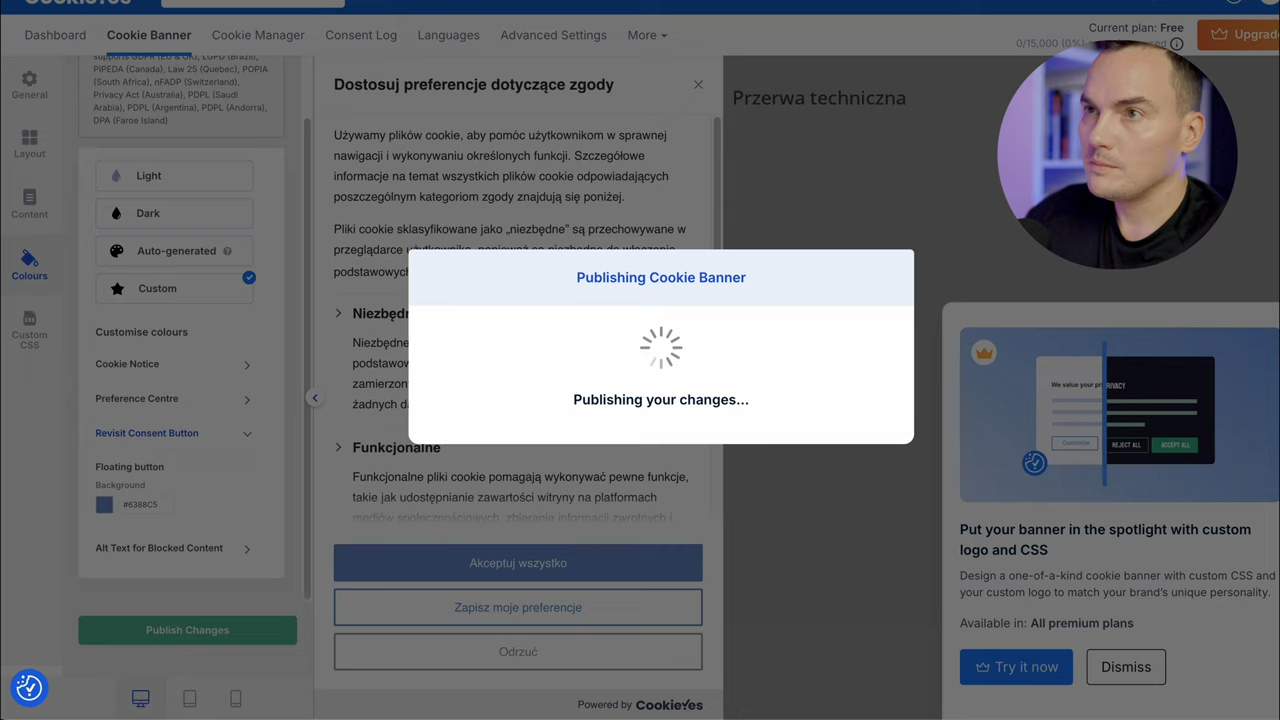 CookieYes
Dashboard
Cookie Banner
Cookie Manager
Consent Log
Languages
Advanced Settings
More
Current plan: Free
0/15,000 (0%)
Upgrade
General
Layout
Content
Colours
Custom
CSS
PIPEDA (Canada), Law 25 (Quebec), POPIA
(South Africa), nFADP (Switzerland),
Privacy Act (Australia), PDPL (Saudi
Arabia), PDPL (Argentina), PDPL (Andorra),
DPA (Faroe Island)
Light
Dark
Auto-generated
Custom
Customise colours
Cookie Notice
Preference Centre
Revisit Consent Button
Floating button
Background
#6388C5
Alt Text for Blocked Content
Publish Changes
Dostosuj preferencje dotyczące zgody
Używamy plików cookie, aby pomóc użytkownikom w sprawnej
nawigacji i wykonywaniu określonych funkcji. Szczegółowe
informacje na temat wszystkich plików cookie odpowiadających
poszczególnym kategoriom zgody znajdują się poniżej.
Pliki cookie sklasyfikowane jako „niezbędne” są przechowywane w
przeglądarce użytkownika, ponieważ są niezbędne do włączenia
podstawowych
Niezbędn
Niezbędne
podstawow
zamierzon
żadnych da
Funkcjonalne
Funkcjonalne pliki cookie pomagają wykonywać pewne funkcje,
takie jak udostępnianie zawartości witryny na platformach
mediów społecznościowych, zbieranie informacji zwrotnych i
Akceptuj wszystko
Zapisz moje preferencje
Odrzuć
Powered by CookieYes
Publishing Cookie Banner
Publishing your changes...
Przerwa techniczna
We value your pri
PRIVACY
Customize
REJECT ALL
ACCEPT ALL
Put your banner in the spotlight with custom
logo and CSS
Design a one-of-a-kind cookie banner with custom CSS and
your custom logo to match your brand’s unique personality.
Available in: All premium plans
Try it now
Dismiss